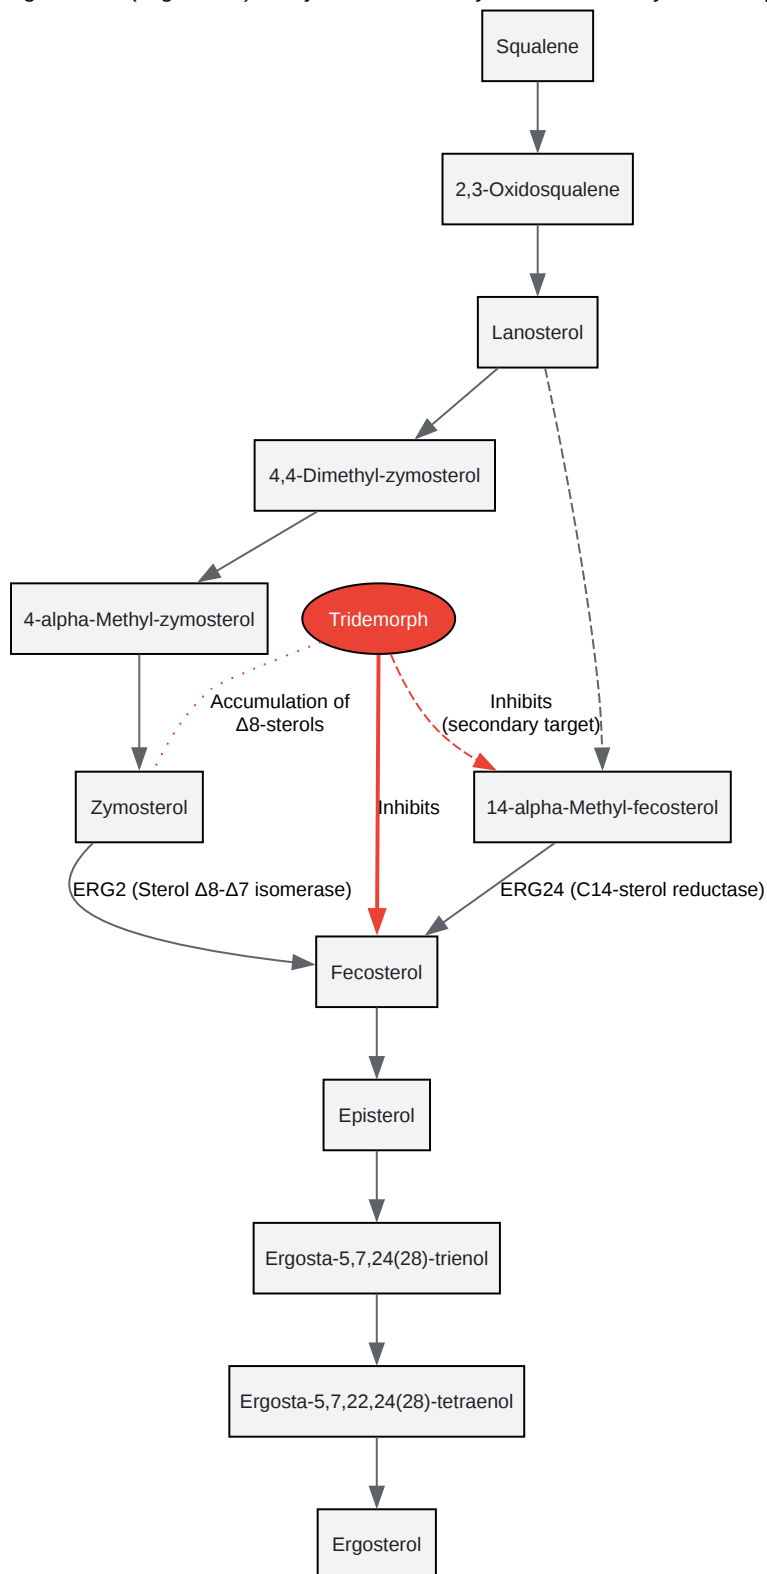 Squalene
2,3-Oxidosqualene
Lanosterol
4,4-Dimethyl-zymosterol
4-alpha-Methyl-zymosterol
Tridemorph
Accumulation of
Δ8-sterols
Inhibits
(secondary target)
Zymosterol
Inhibits
14-alpha-Methyl-fecosterol
ERG2 (Sterol Δ8-Δ7 isomerase)
ERG24 (C14-sterol reductase)
Fecosterol
Episterol
Ergosta-5,7,24(28)-trienol
Ergosta-5,7,22,24(28)-tetraenol
Ergosterol